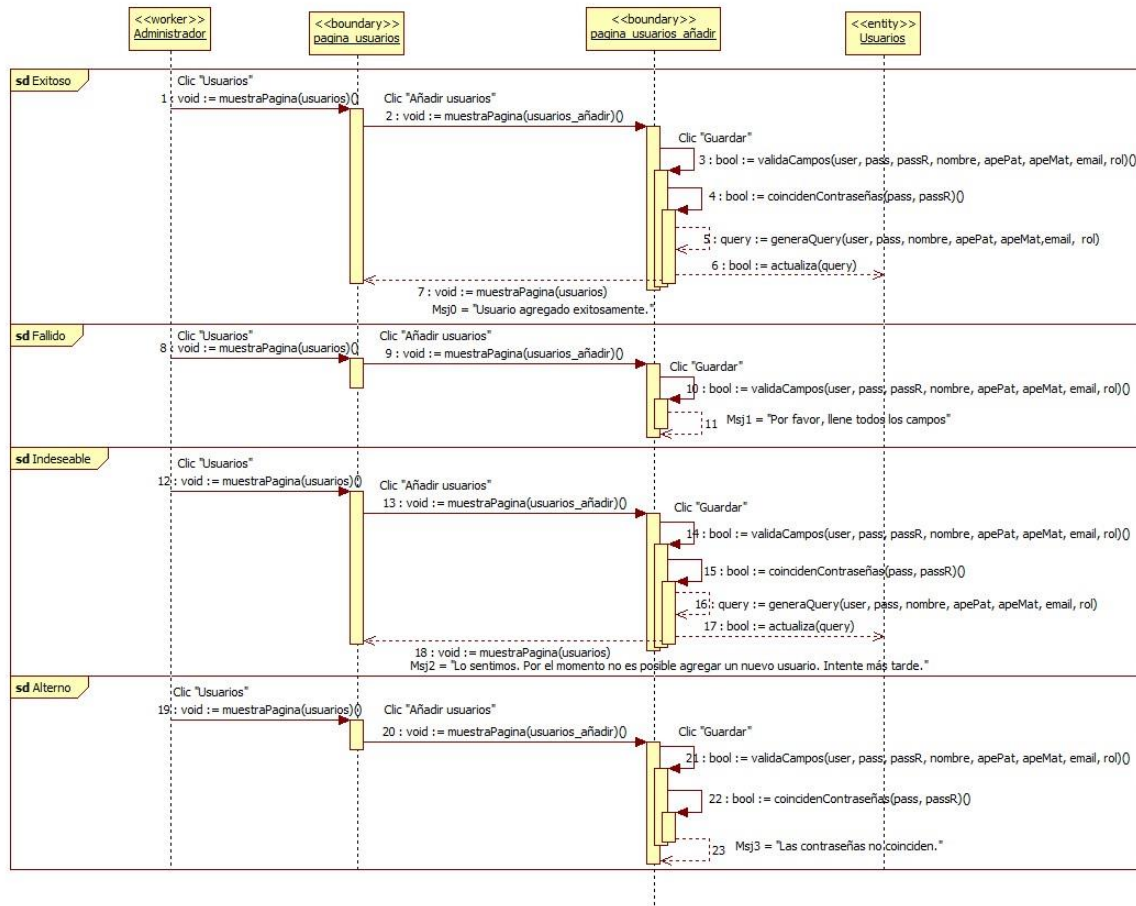 <<worker>>
Administrador
<<boundary>>
pagina_usuarios
<<boundary>>
pagina_usuarios_añadir
<<entity>>
Usuarios
sd Exitoso
Clic "Usuarios"
1 : void := muestraPagina(usuarios)()
Clic "Añadir usuarios"
2 : void := muestraPagina(usuarios_añadir)()
Clic "Guardar"
3 : bool := validaCampos(user, pass, passR, nombre, apePat, apeMat, email, rol)()
4 : bool := coincidenContraseñas(pass, passR)()
5 : query := generaQuery(user, pass, nombre, apePat, apeMat,email, rol)
6 : bool := actualiza(query)
7 : void := muestraPagina(usuarios)
Msj0 = "Usuario agregado exitosamente."
sd Fallido
Clic "Usuarios"
8 : void := muestraPagina(usuarios)()
Clic "Añadir usuarios"
9 : void := muestraPagina(usuarios_añadir)()
Clic "Guardar"
10 : bool := validaCampos(user, pass, passR, nombre, apePat, apeMat, email, rol)()
11 Msj1 = "Por favor, llene todos los campos"
sd Indeseable
Clic "Usuarios"
12 : void := muestraPagina(usuarios)()
Clic "Añadir usuarios"
13 : void := muestraPagina(usuarios_añadir)()
Clic "Guardar"
14 : bool := validaCampos(user, pass, passR, nombre, apePat, apeMat, email, rol)()
15 : bool := coincidenContraseñas(pass, passR)()
16 : query := generaQuery(user, pass, nombre, apePat, apeMat, email, rol)
17 : bool := actualiza(query)
18 : void := muestraPagina(usuarios)
Msj2 = "Lo sentimos. Por el momento no es posible agregar un nuevo usuario. Intente más tarde."
sd Alterno
Clic "Usuarios"
19 : void := muestraPagina(usuarios)()
Clic "Añadir usuarios"
20 : void := muestraPagina(usuarios_añadir)()
Clic "Guardar"
21 : bool := validaCampos(user, pass, passR, nombre, apePat, apeMat, email, rol)()
22 : bool := coincidenContraseñas(pass, passR)()
23 Msj3 = "Las contraseñas no coinciden."